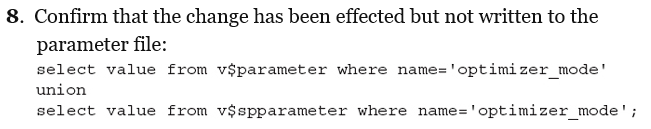 8. Confirm that the change has been effected but not written to the
parameter file:
select value from v$parameter where name='optimizer_mode'
union
select value from v$spparameter where name='optimizer_mode';